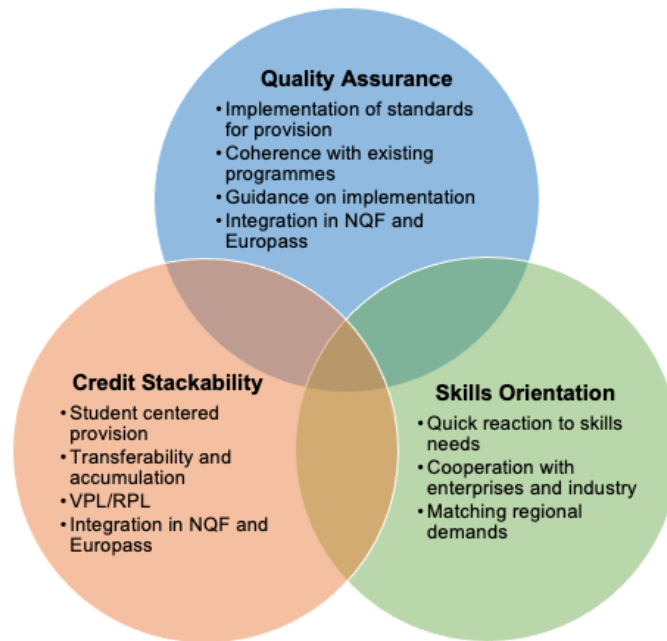 Quality Assurance
• Implementation of standards
for provision
• Coherence with existing
programmes
• Guidance on implementation
• Integration in NQF and
Europass
Credit Stackability
• Student centered
provision
• Transferability and
accumulation
• VPL/RPL
• Integration in NQF and
Europass
Skills Orientation
• Quick reaction to skills
needs
• Cooperation with
enterprises and industry
• Matching regional
demands